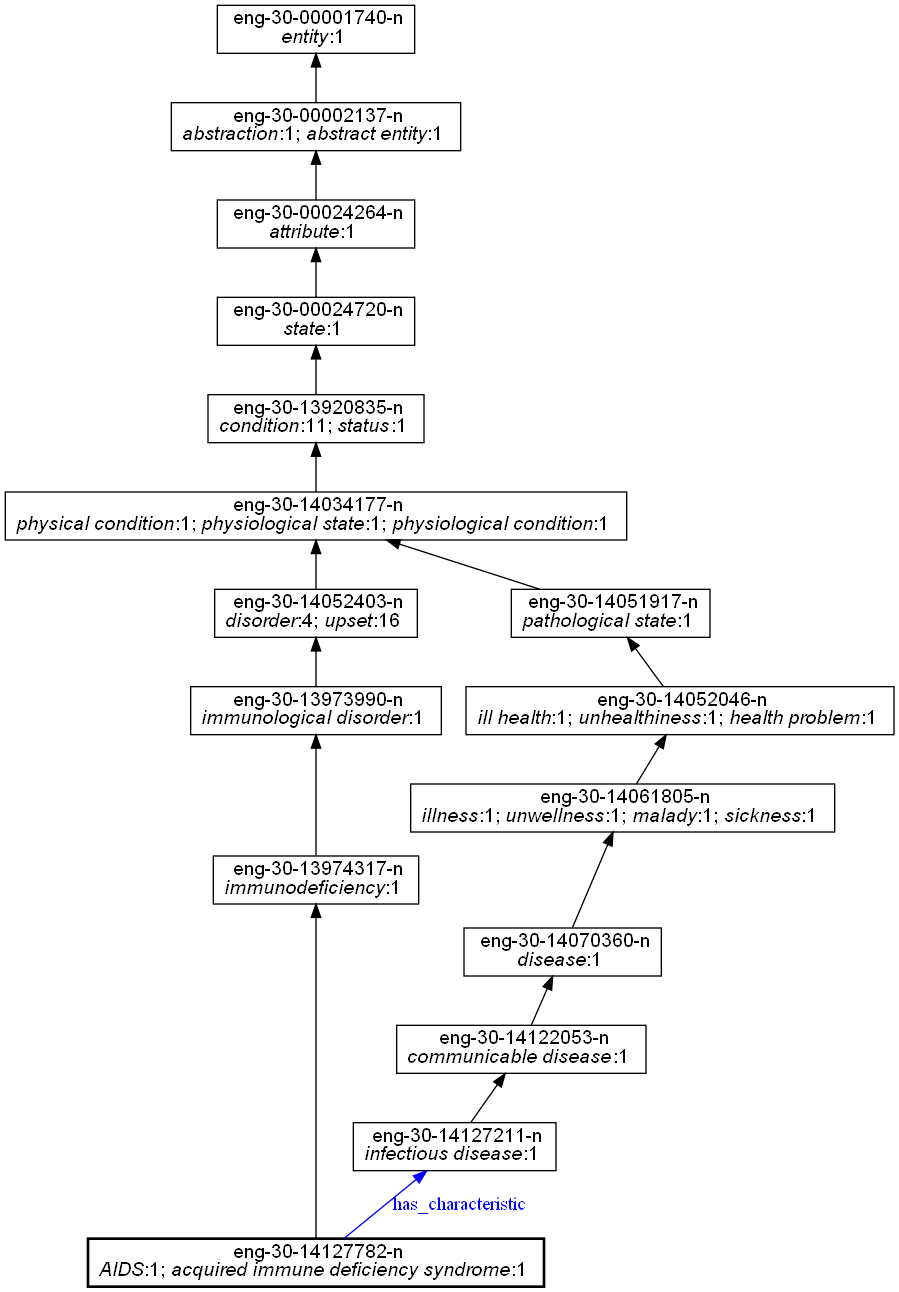 eng-30-00001740-n
entity:1
eng-30-00002137-n
abstraction:1; abstract entity:1
eng-30-00024264-n
attribute:1
eng-30-00024720-n
state:1
eng-30-13920835-n
condition:11; status:1
eng-30-14034177-n
physical condition:1; physiological state:1; physiological condition:1
eng-30-14052403-n
disorder:4; upset:16
eng-30-14051917-n
pathological state:1
eng-30-13973990-n
immunological disorder:1
eng-30-14052046-n
ill health:1; unhealthiness:1; health problem:1
eng-30-14061805-n
illness:1; unwellness:1; malady:1; sickness:1
eng-30-13974317-n
immunodeficiency:1
eng-30-14070360-n
disease:1
eng-30-14122053-n
communicable disease:1
eng-30-14127211-n
infectious disease:1
has_characteristic
eng-30-14127782-n
AIDS:1; acquired immune deficiency syndrome:1